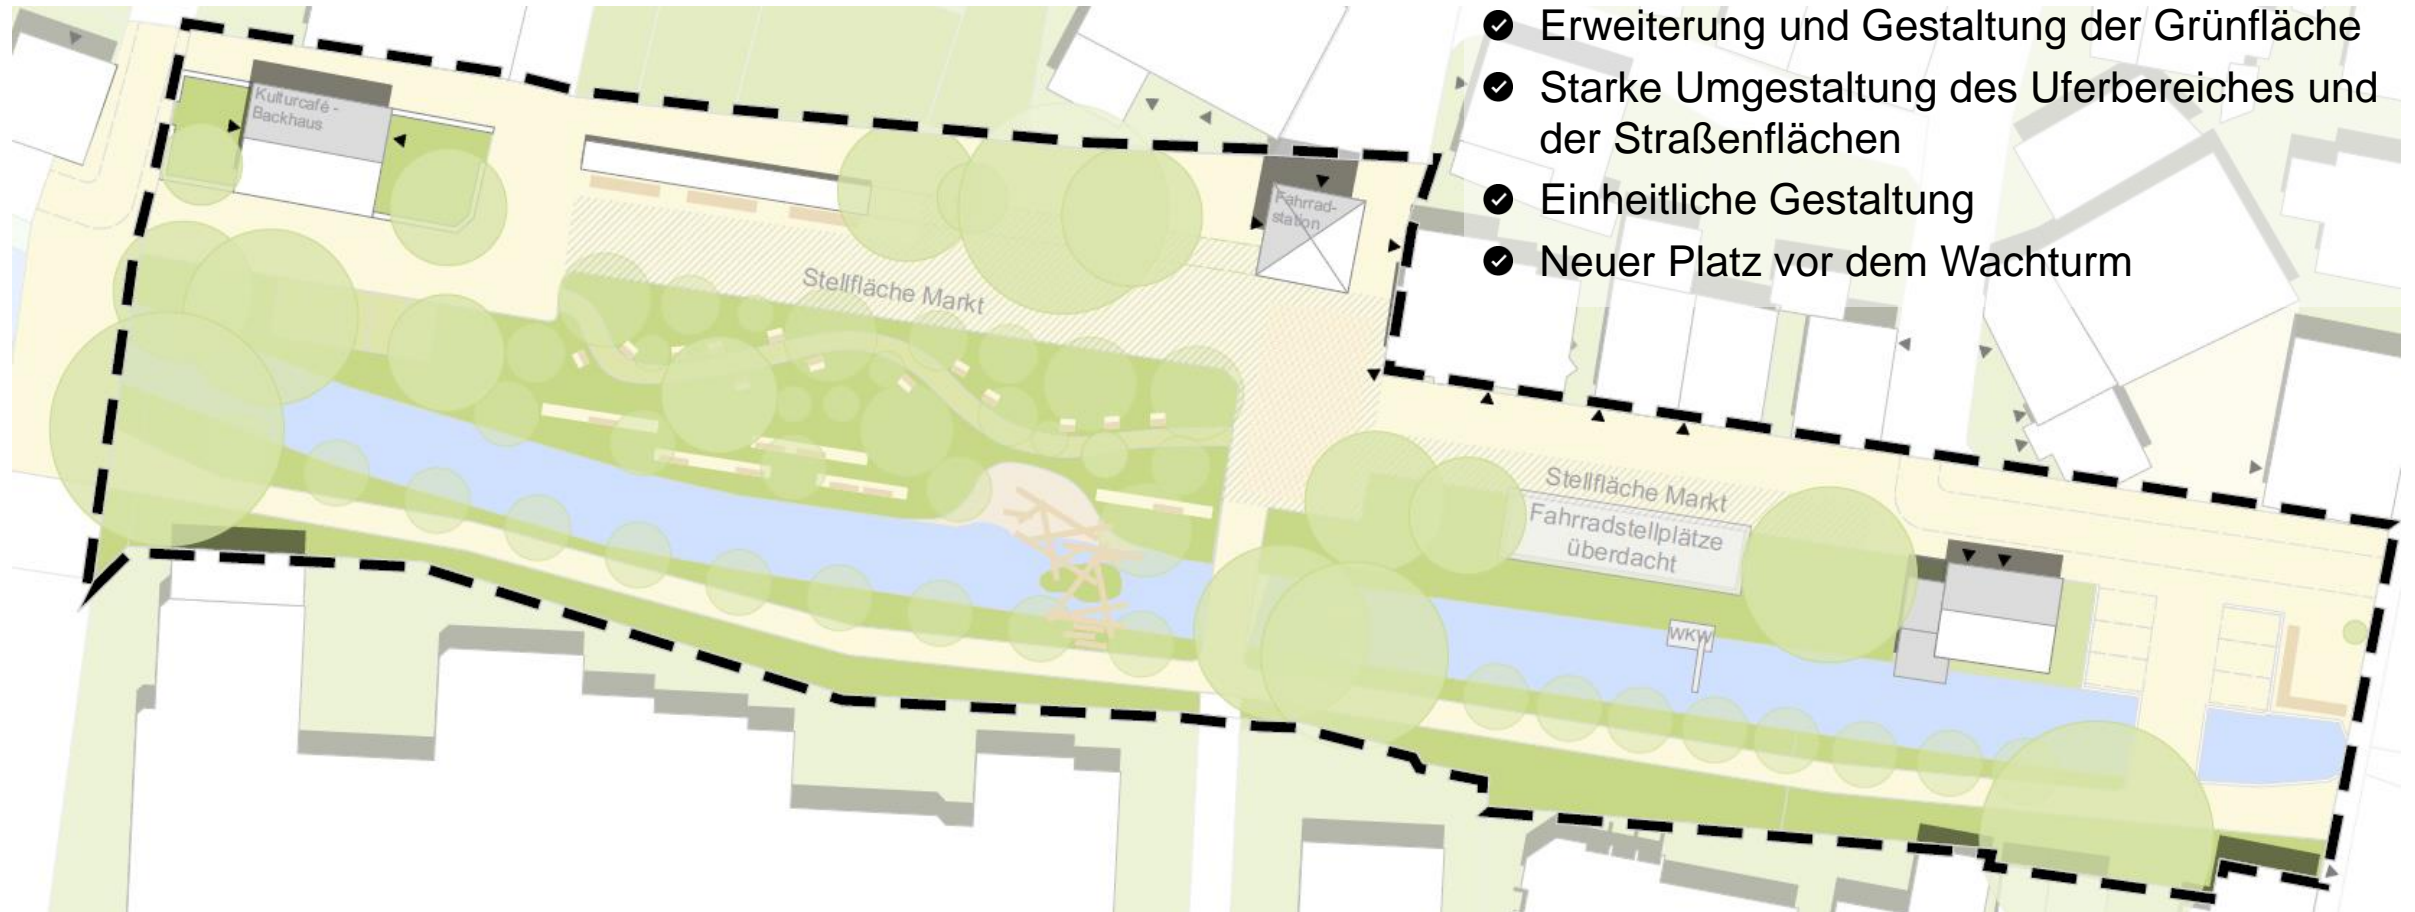 Erweiterung und Gestaltung der Grünfläche
Starke Umgestaltung des Uferbereiches und
der Straßenflächen
Einheitliche Gestaltung
Neuer Platz vor dem Wachturm
Kulturcafé -
Backhaus
Fahrrad-
station
Stellfläche Markt
Stellfläche Markt
Fahrradstellplätze
überdacht
WKW